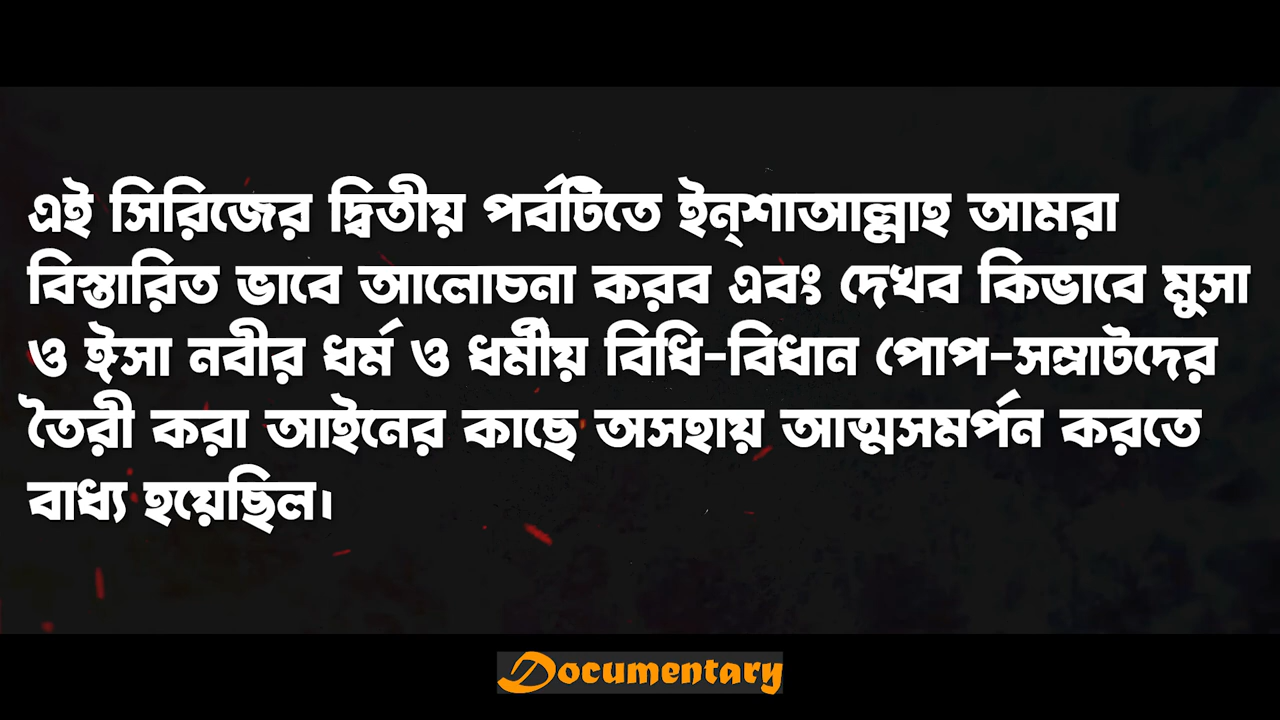 এই সিরিজের দ্বিতীয় পর্বটিতে ইন্‌শাআল্লাহ আমরা
বিস্তারিত ভাবে আলোচনা করব এবং দেখব কিভাবে মুসা
ও ঈসা নবীর ধর্ম ও ধর্মীয় বিধি-বিধান পোপ-সম্রাটদের
তৈরী করা আইনের কাছে অসহায় আত্মসমর্পন করতে
বাধ্য হয়েছিল।
Documentary